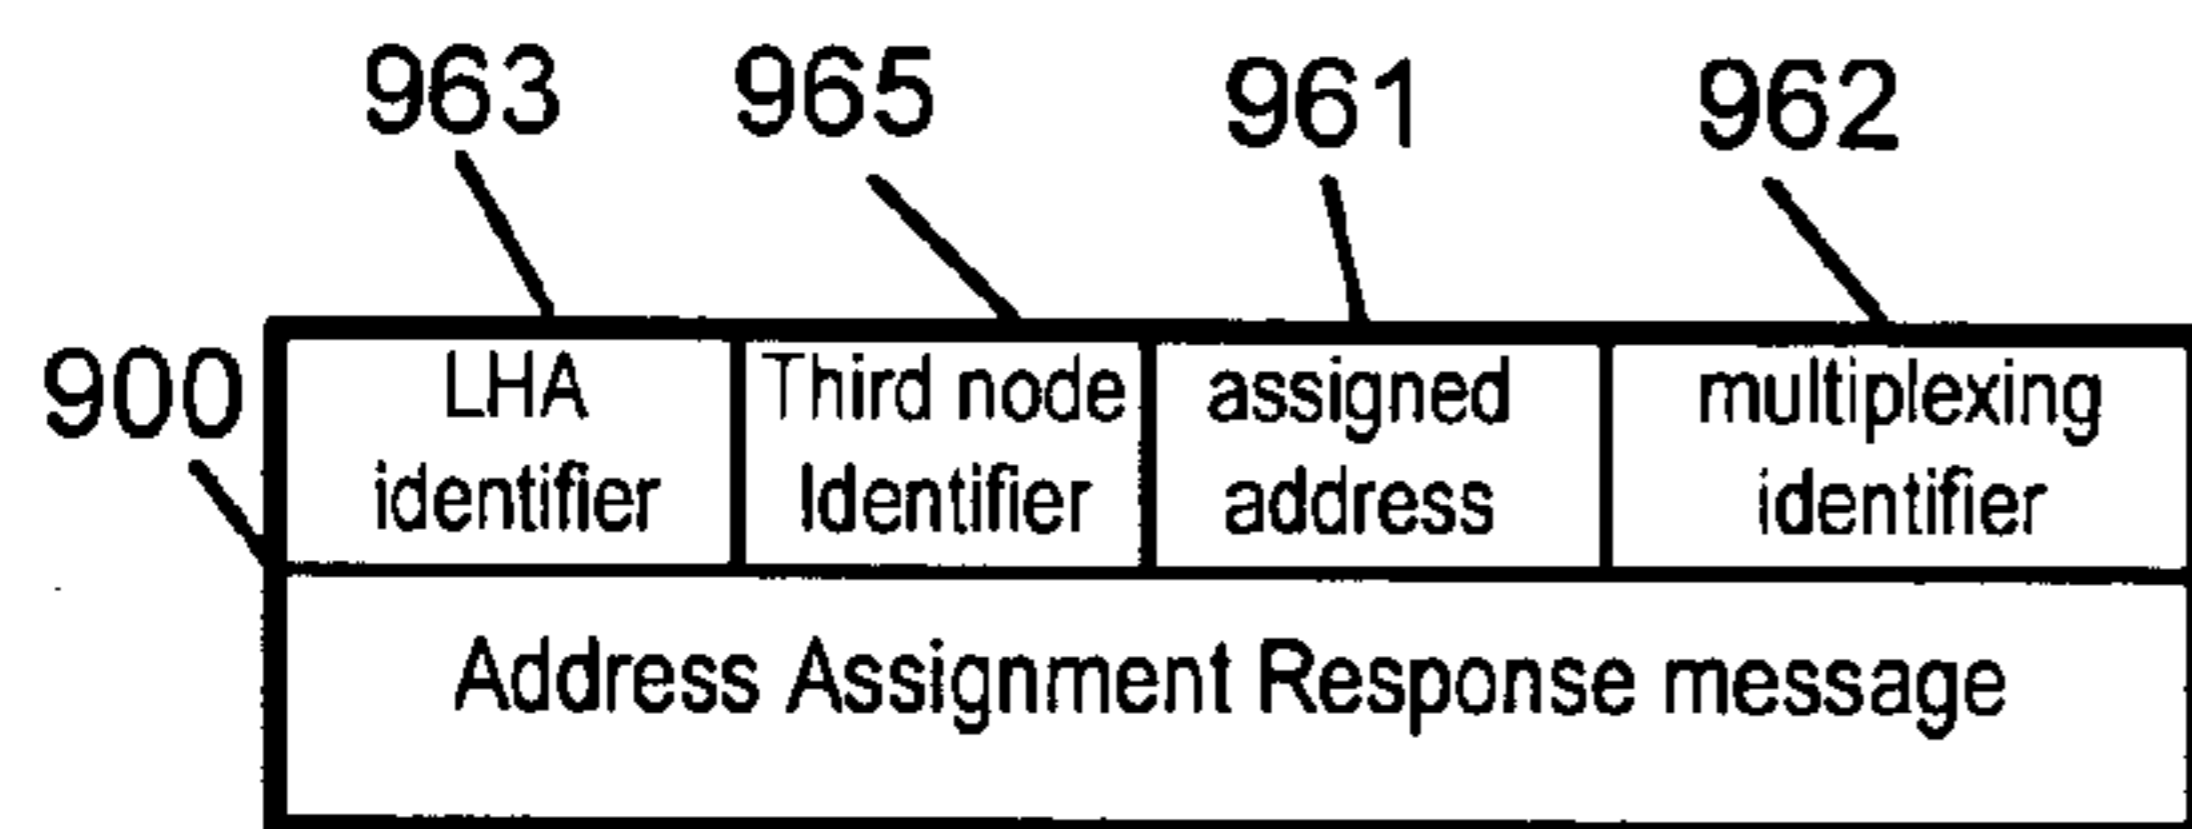 963 965 961 962
900
LHA identifier
Third node Identifier
assigned address
multiplexing identifier
Address Assignment Response message